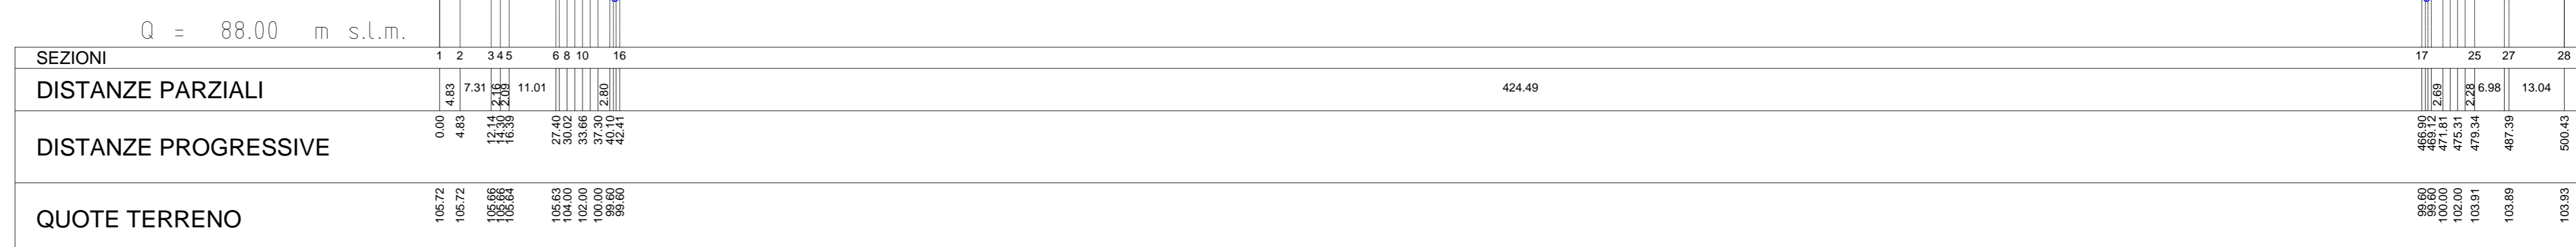 Q = 88.00 m s.l.m.
SEZIONI 1 2 3 4 5 6 8 10 16 17 25 27 28
DISTANZE PARZIALI 4.83 7.31 2.16 2.09 11.01 2.80 424.49 2.69 2.28 6.98 13.04
DISTANZE PROGRESSIVE 0.00 4.83 12.14 14.30 16.39 27.40 30.02 33.66 37.30 40.10 42.41 466.90 469.12 471.81 475.31 479.34 487.39 500.43
QUOTE TERRENO 105.72 105.72 105.66 105.66 105.64 105.63 104.00 102.00 100.00 99.60 99.60 99.60 99.60 100.00 102.00 103.91 103.89 103.93